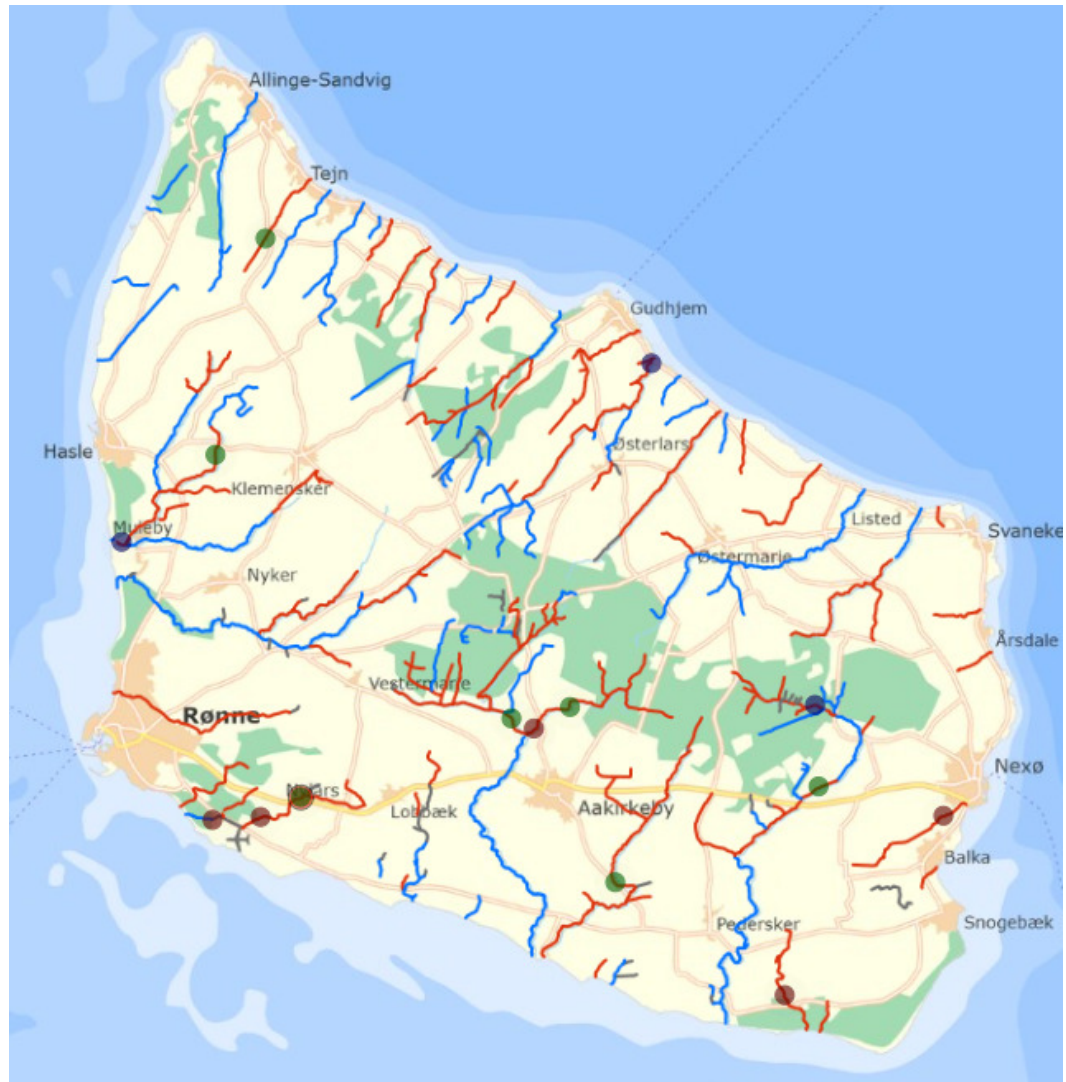 Allinge-Sandvig
Tejn
Gudhjem
Hasle
Østerlars
Klemensker
Listed
Svaneke
Muleby
Østermarie
Nyker
Årsdale
Vestermarie
Rønne
Nexø
Nylars
Lobbæk
Aakirkeby
Balka
Pedersker
Snogebæk